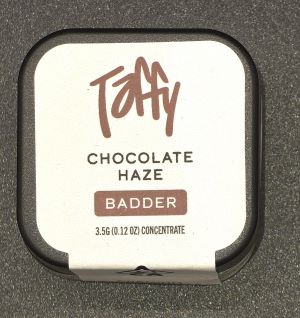 Taffy
CHOCOLATE
HAZE
BADDER
3.5G (0.12 OZ) CONCENTRATE